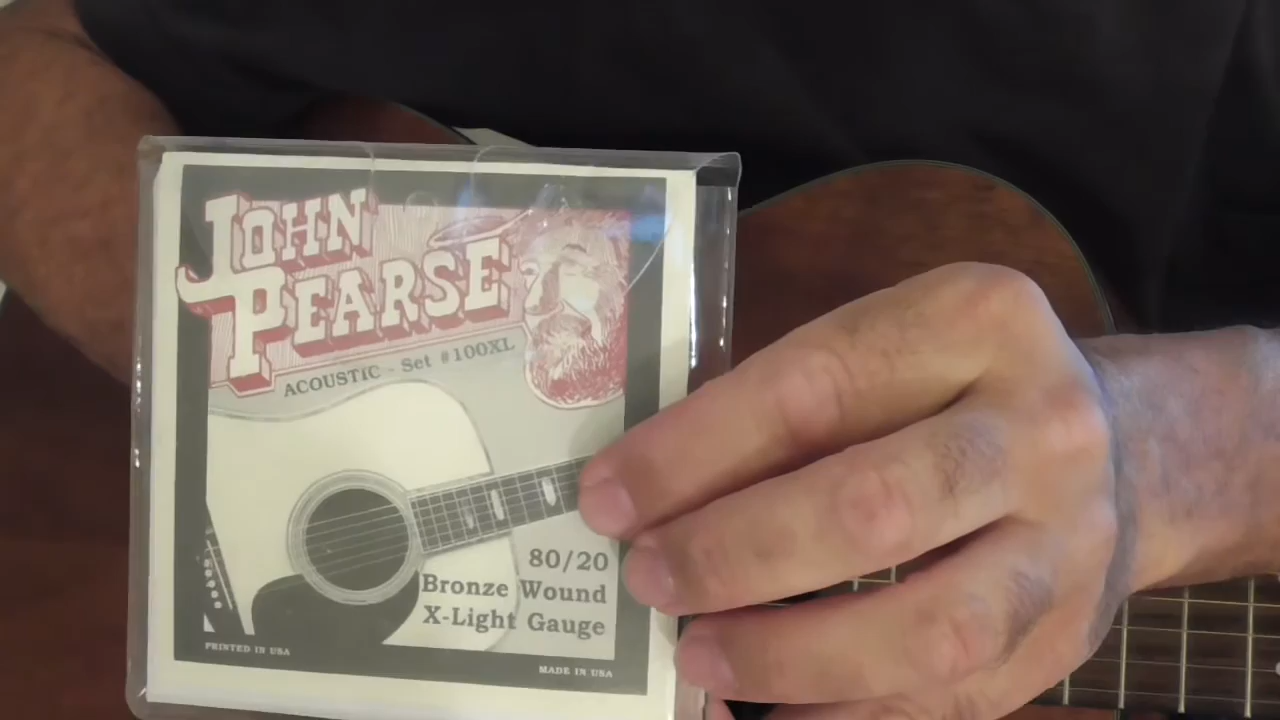 JOHN
PEARSE
ACOUSTIC - Set #100XL
80/20
Bronze Wound
X-Light Gauge
PRINTED IN USA
MADE IN USA